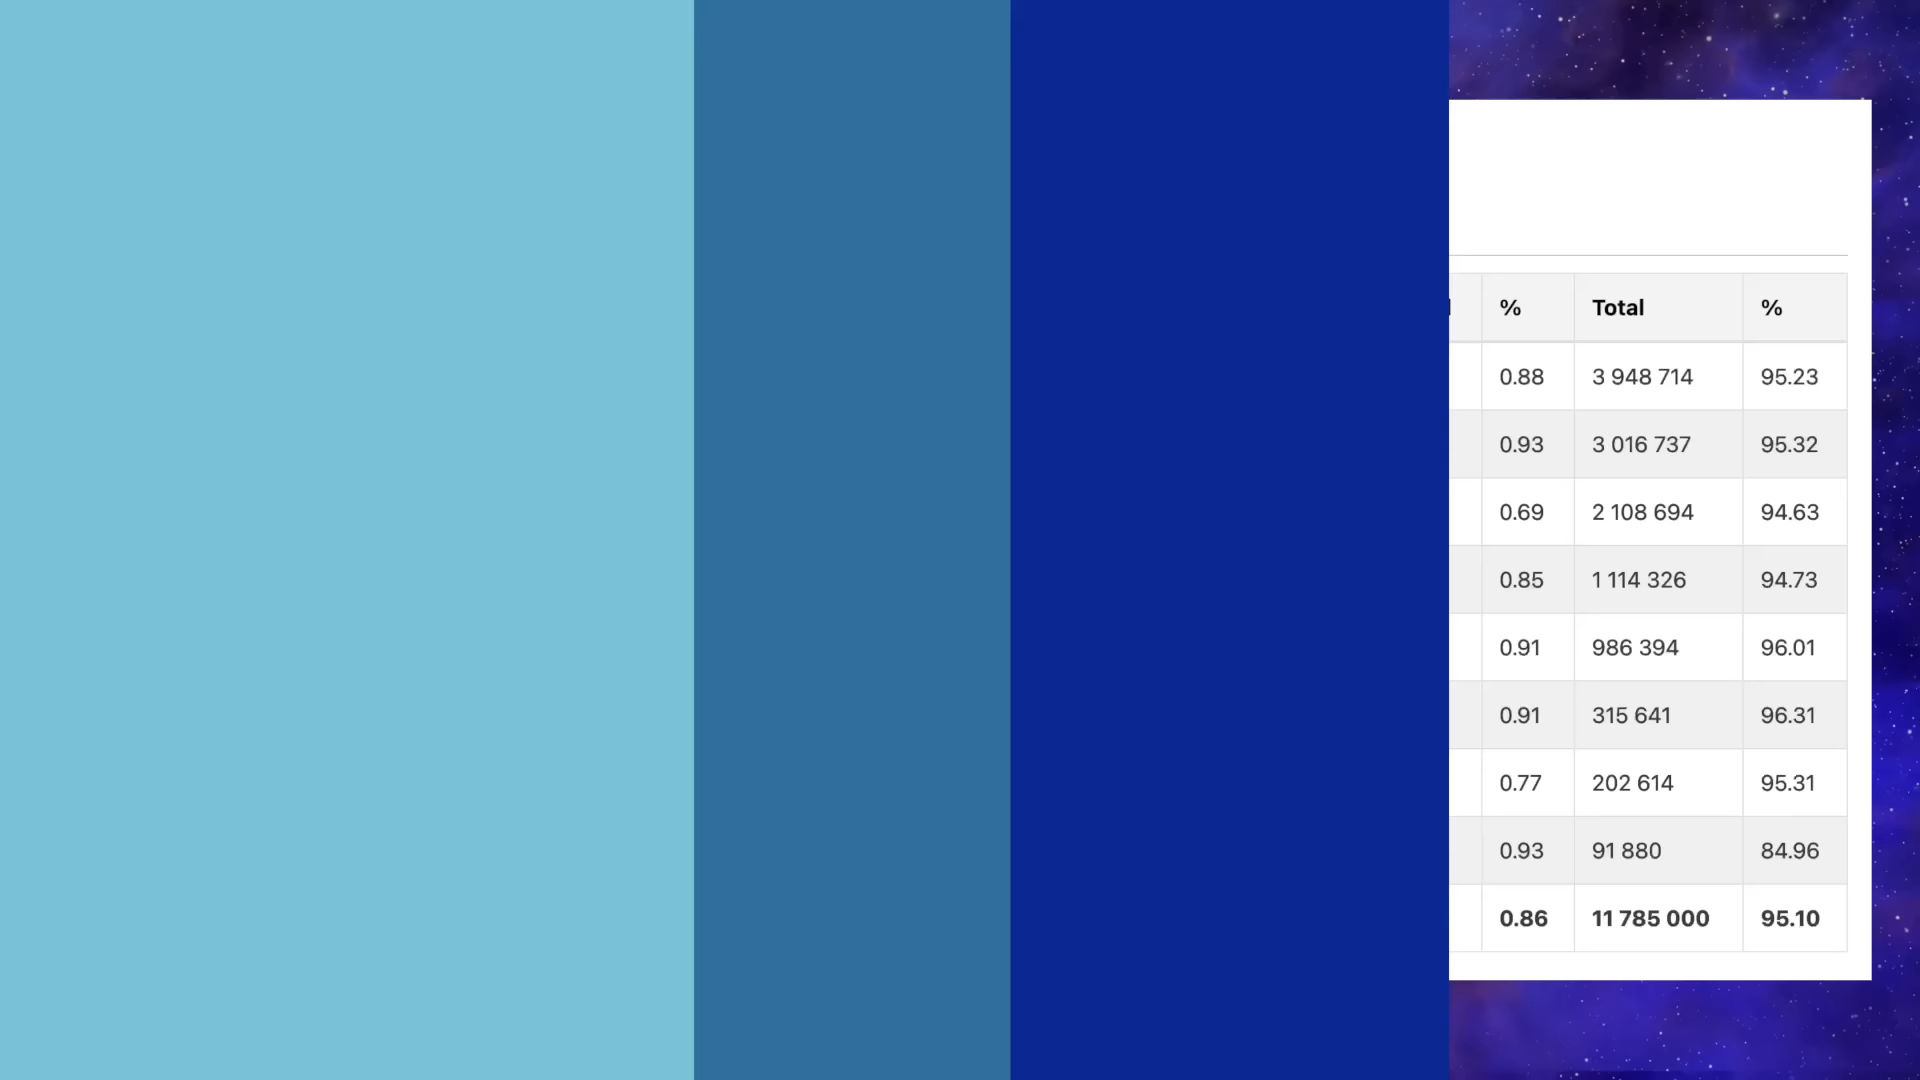 % Total %
0.88 3 948 714 95.23
0.93 3 016 737 95.32
0.69 2 108 694 94.63
0.85 1 114 326 94.73
0.91 986 394 96.01
0.91 315 641 96.31
0.77 202 614 95.31
0.93 91 880 84.96
0.86 11 785 000 95.10